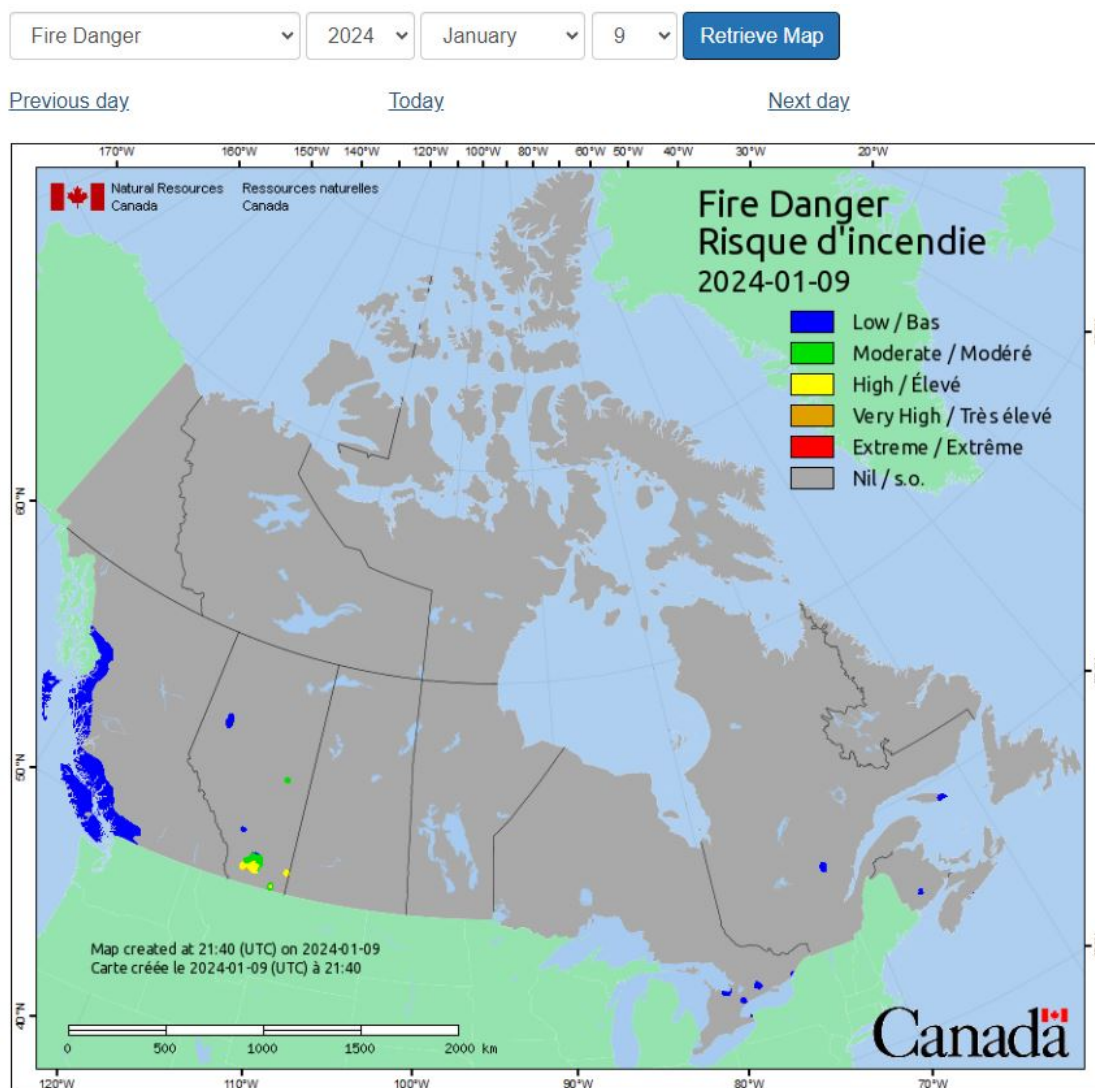 Fire Danger 2024 January 9 Retrieve Map
Previous day Today Next day
170°W 160°W 150°W 140°W 120°W 100°W 80°W 60°W 50°W 40°W 30°W 20°W
Natural Resources Canada
Ressources naturelles Canada
Fire Danger
Risque d'incendie
2024-01-09
Low / Bas
Moderate / Modéré
High / Élevé
Very High / Très élevé
Extreme / Extrême
Nil / s.o.
60°N
50°N
40°N
Map created at 21:40 (UTC) on 2024-01-09
Carte créée le 2024-01-09 (UTC) à 21:40
0 500 1000 1500 2000 km
Canada
120°W 110°W 100°W 90°W 80°W 70°W